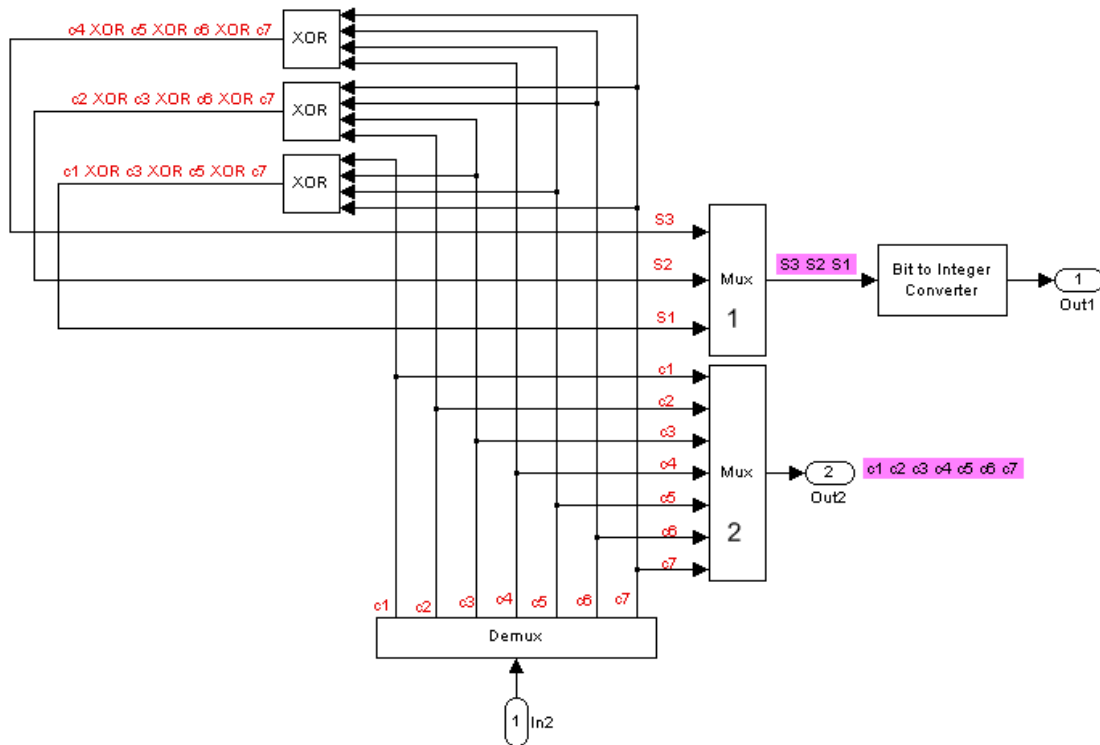 c4 XOR c5 XOR c6 XOR c7
XOR
c2 XOR c3 XOR c6 XOR c7
XOR
c1 XOR c3 XOR c5 XOR c7
XOR
S3
S2
S1
Mux
1
S3 S2 S1
Bit to Integer
Converter
1
Out1
c1
c2
c3
c4
c5
c6
c7
Mux
2
2
Out2
c1 c2 c3 c4 c5 c6 c7
c1
c2
c3
c4
c5
c6
c7
Demux
1
In2